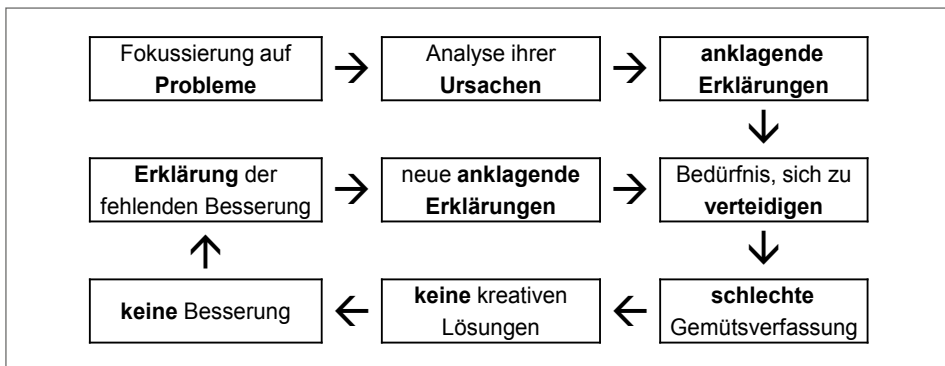 Fokussierung auf
Probleme
Analyse ihrer
Ursachen
anklagende
Erklärungen
Erklärung der
fehlenden Besserung
neue anklagende
Erklärungen
Bedürfnis, sich zu
verteidigen
keine Besserung
keine kreativen
Lösungen
schlechte
Gemütsverfassung